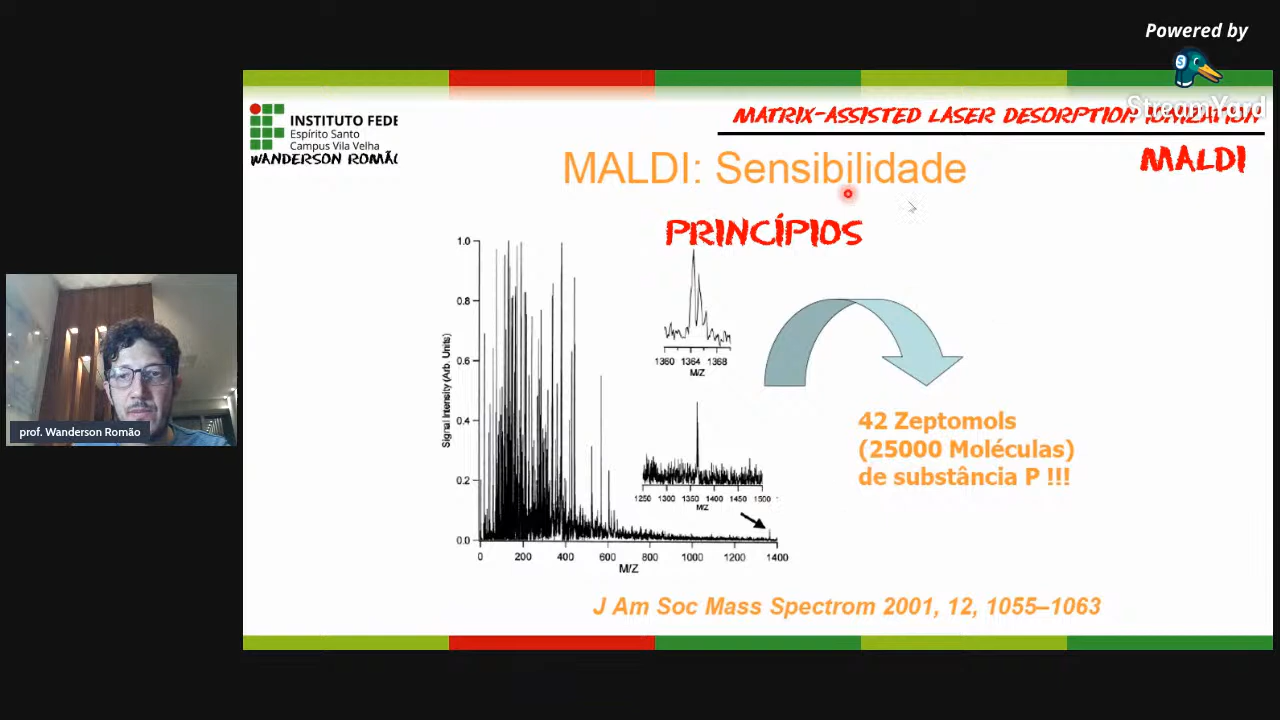 Powered by
StreamYard
INSTITUTO FEDE
Espírito Santo
Campus Vila Velha
WANDERSON ROMÃO
MATRIX-ASSISTED LASER DESORPTION IONIZATION
MALDI
MALDI: Sensibilidade
PRINCÍPIOS
1.0
0.8
0.6
0.4
0.2
0.0
Signal Intensity (Arb. Units)
0 200 400 600 800 1000 1200 1400
M/Z
1360 1364 1368
M/Z
1250 1300 1350 1400 1450 1500
M/Z
42 Zeptomols
(25000 Moléculas)
de substância P !!!
J Am Soc Mass Spectrom 2001, 12, 1055–1063
prof. Wanderson Romão